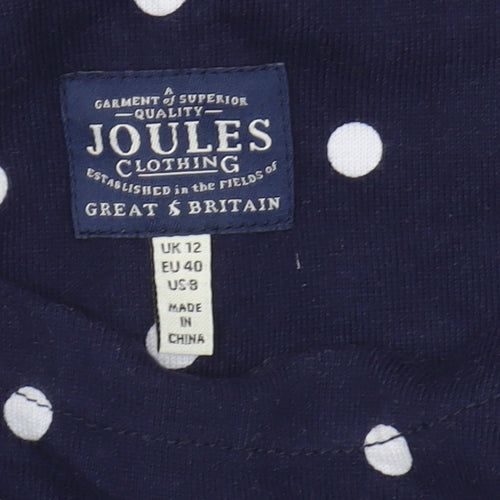 A
GARMENT of SUPERIOR
QUALITY
JOULES
CLOTHING
ESTABLISHED in the FIELDS of
GREAT BRITAIN
UK 12
EU 40
US 8
MADE
IN
CHINA